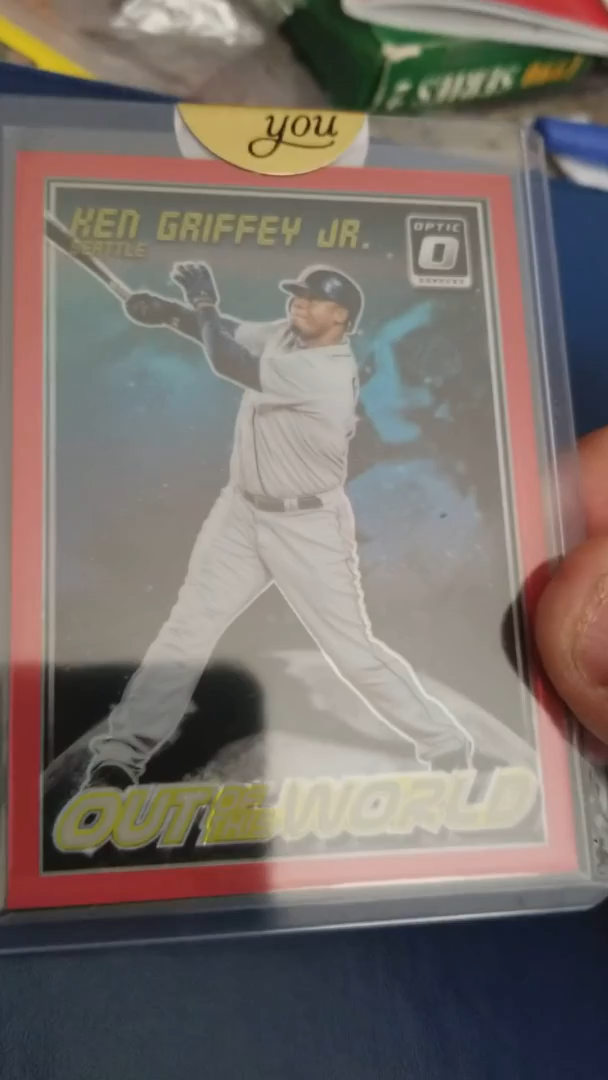 you
KEN GRIFFEY JR.
SEATTLE
OPTIC
O
DONRUSS
OUT OF THIS WORLD